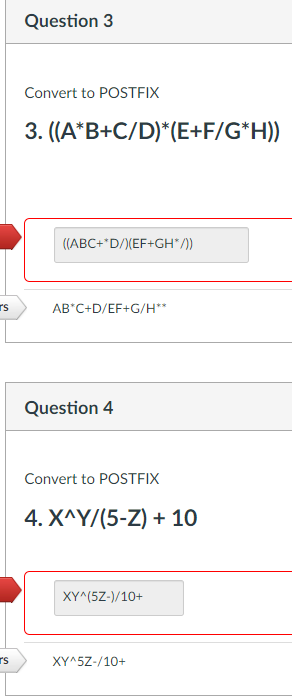 Question 3
Convert to POSTFIX
3. ((A*B+C/D)*(E+F/G*H))
((ABC+*D/)(EF+GH*/))
rs
AB*C+D/EF+G/H**
Question 4
Convert to POSTFIX
4. X^Y/(5-Z) + 10
XY^(5Z-)/10+
rs
XY^5Z-/10+